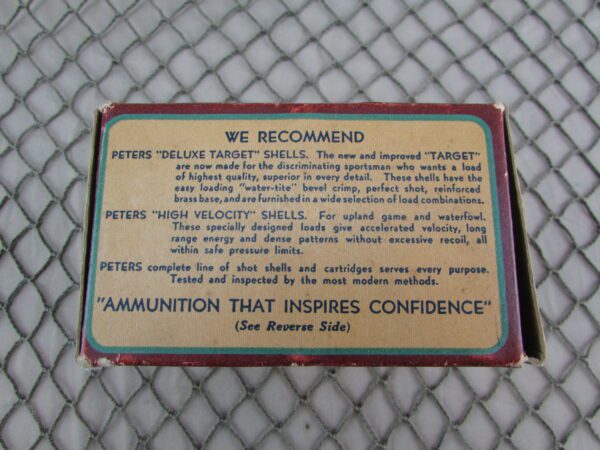 WE RECOMMEND
PETERS "DELUXE TARGET" SHELLS. The new and improved "TARGET"
are now made for the discriminating sportsman who wants a load
of highest quality, superior in every detail. These shells have the
easy loading "water-tite" bevel crimp, perfect shot, reinforced
brass base, and are furnished in a wide selection of load combinations.
PETERS "HIGH VELOCITY" SHELLS. For upland game and waterfowl.
These specially designed loads give accelerated velocity, long
range energy and dense patterns without excessive recoil, all
within safe pressure limits.
PETERS complete line of shot shells and cartridges serves every purpose.
Tested and inspected by the most modern methods.
"AMMUNITION THAT INSPIRES CONFIDENCE"
(See Reverse Side)